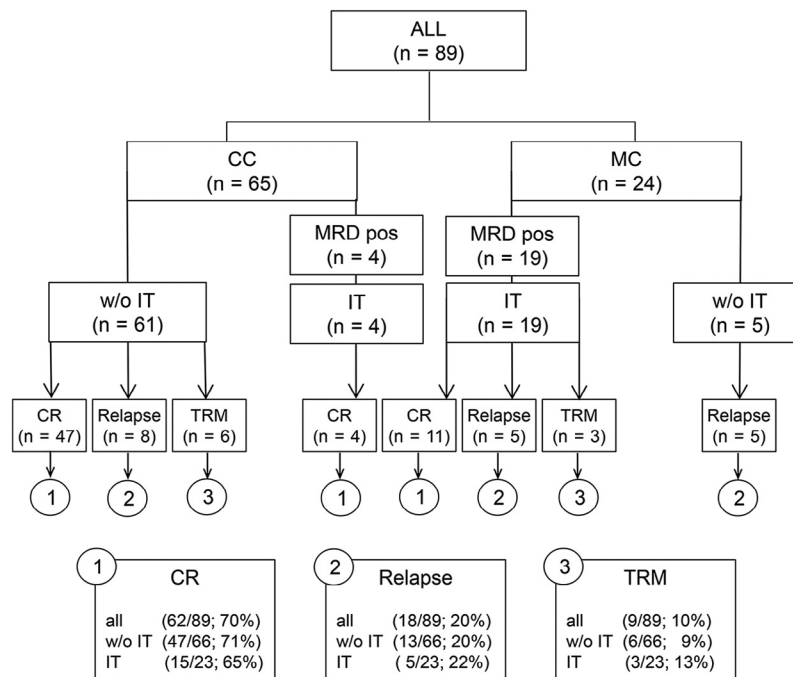 ALL
(n = 89)
CC
(n = 65)
MC
(n = 24)
MRD pos
(n = 4)
MRD pos
(n = 19)
w/o IT
(n = 61)
IT
(n = 4)
IT
(n = 19)
w/o IT
(n = 5)
CR
(n = 47)
Relapse
(n = 8)
TRM
(n = 6)
CR
(n = 4)
CR
(n = 11)
Relapse
(n = 5)
TRM
(n = 3)
Relapse
(n = 5)
1
2
3
1
1
2
3
2
1
CR
all (62/89; 70%)
w/o IT (47/66; 71%)
IT (15/23; 65%)
2
Relapse
all (18/89; 20%)
w/o IT (13/66; 20%)
IT ( 5/23; 22%)
3
TRM
all (9/89; 10%)
w/o IT (6/66; 9%)
IT (3/23; 13%)